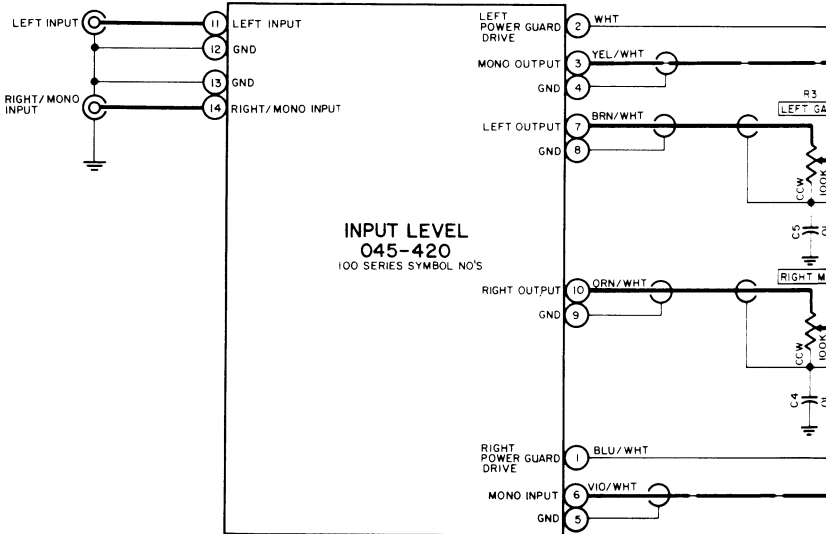 LEFT INPUT
11 LEFT INPUT
12 GND
13 GND
RIGHT/MONO
INPUT
14 RIGHT/MONO INPUT
INPUT LEVEL
045-420
100 SERIES SYMBOL NO'S
LEFT
POWER GUARD
DRIVE
2 WHT
MONO OUTPUT 3 YEL/WHT
GND 4
LEFT OUTPUT 7 BRN/WHT
GND 8
R3
LEFT GA
CCW
100K
C5
RIGHT OUTPUT 10 ORN/WHT
GND 9
RIGHT M
CCW
100K
C4
RIGHT
POWER GUARD
DRIVE
1 BLU/WHT
MONO INPUT 6 VIO/WHT
GND 5